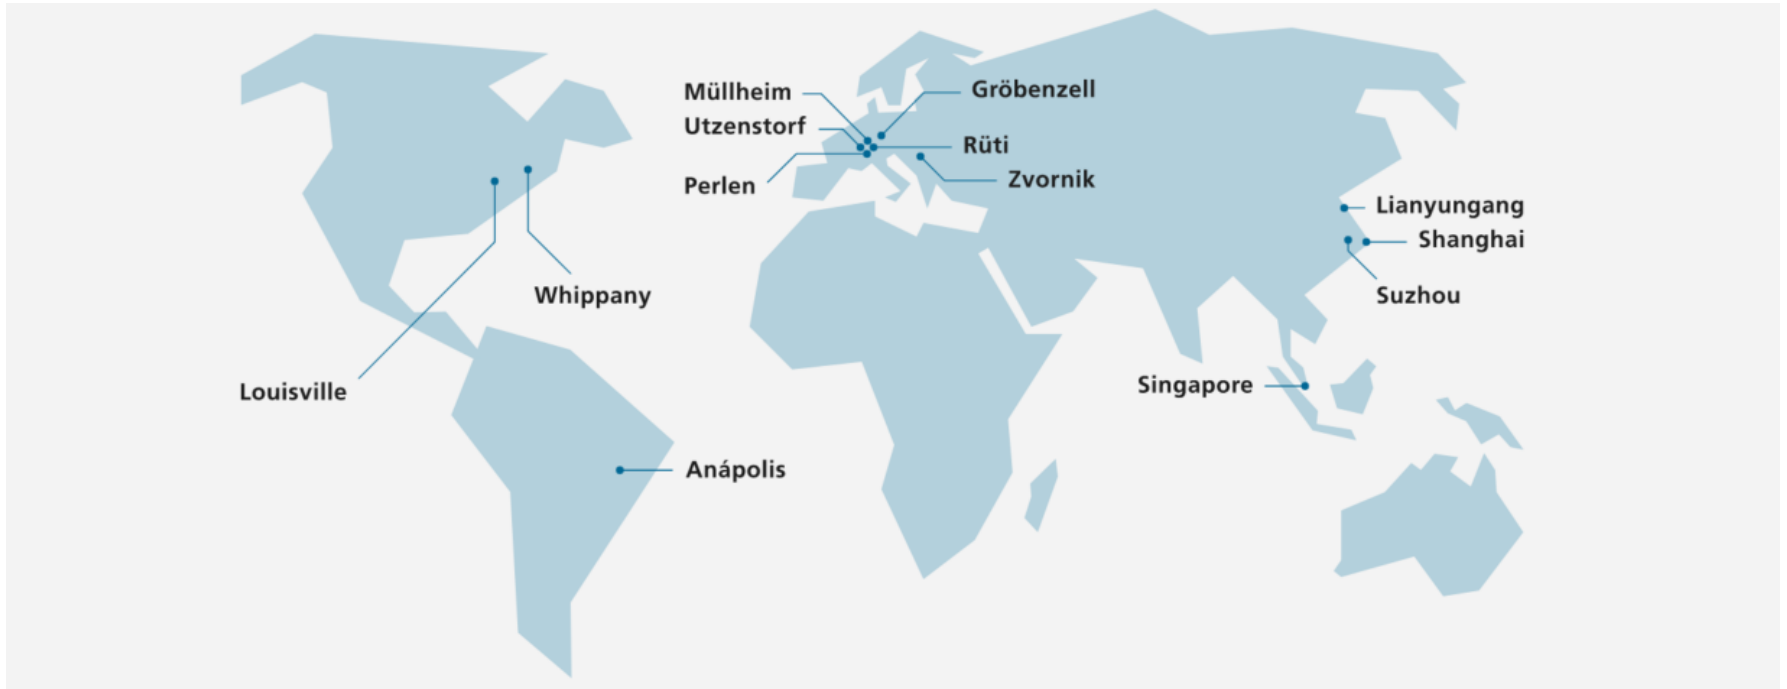 Müllheim
Gröbenzell
Utzenstorf
Rüti
Perlen
Zvornik
Lianyungang
Shanghai
Whippany
Suzhou
Louisville
Singapore
Anápolis